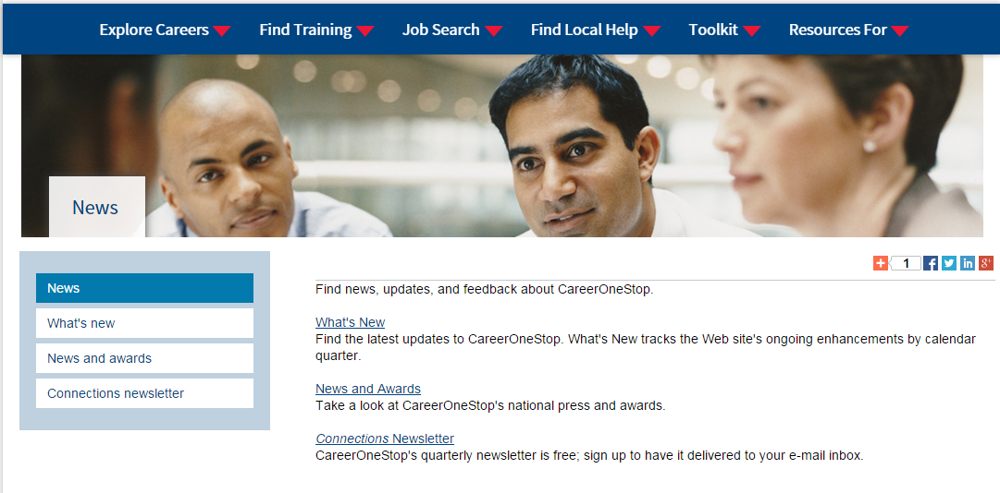 Explore Careers Find Training Job Search Find Local Help Toolkit Resources For
News
News
What's new
News and awards
Connections newsletter
1
Find news, updates, and feedback about CareerOneStop.
What's New
Find the latest updates to CareerOneStop. What's New tracks the Web site's ongoing enhancements by calendar
quarter.
News and Awards
Take a look at CareerOneStop's national press and awards.
Connections Newsletter
CareerOneStop's quarterly newsletter is free; sign up to have it delivered to your e-mail inbox.